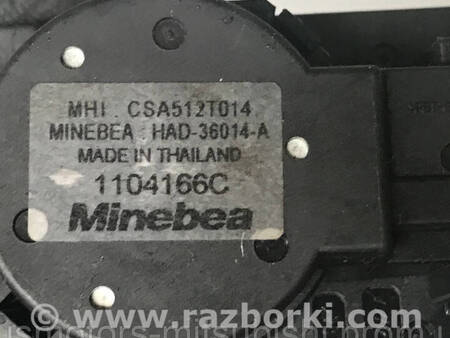 MHI : CSA512T014
MINEBEA : HAD-36014-A
MADE IN THAILAND
1104166C
Minebea
www.razborki.com